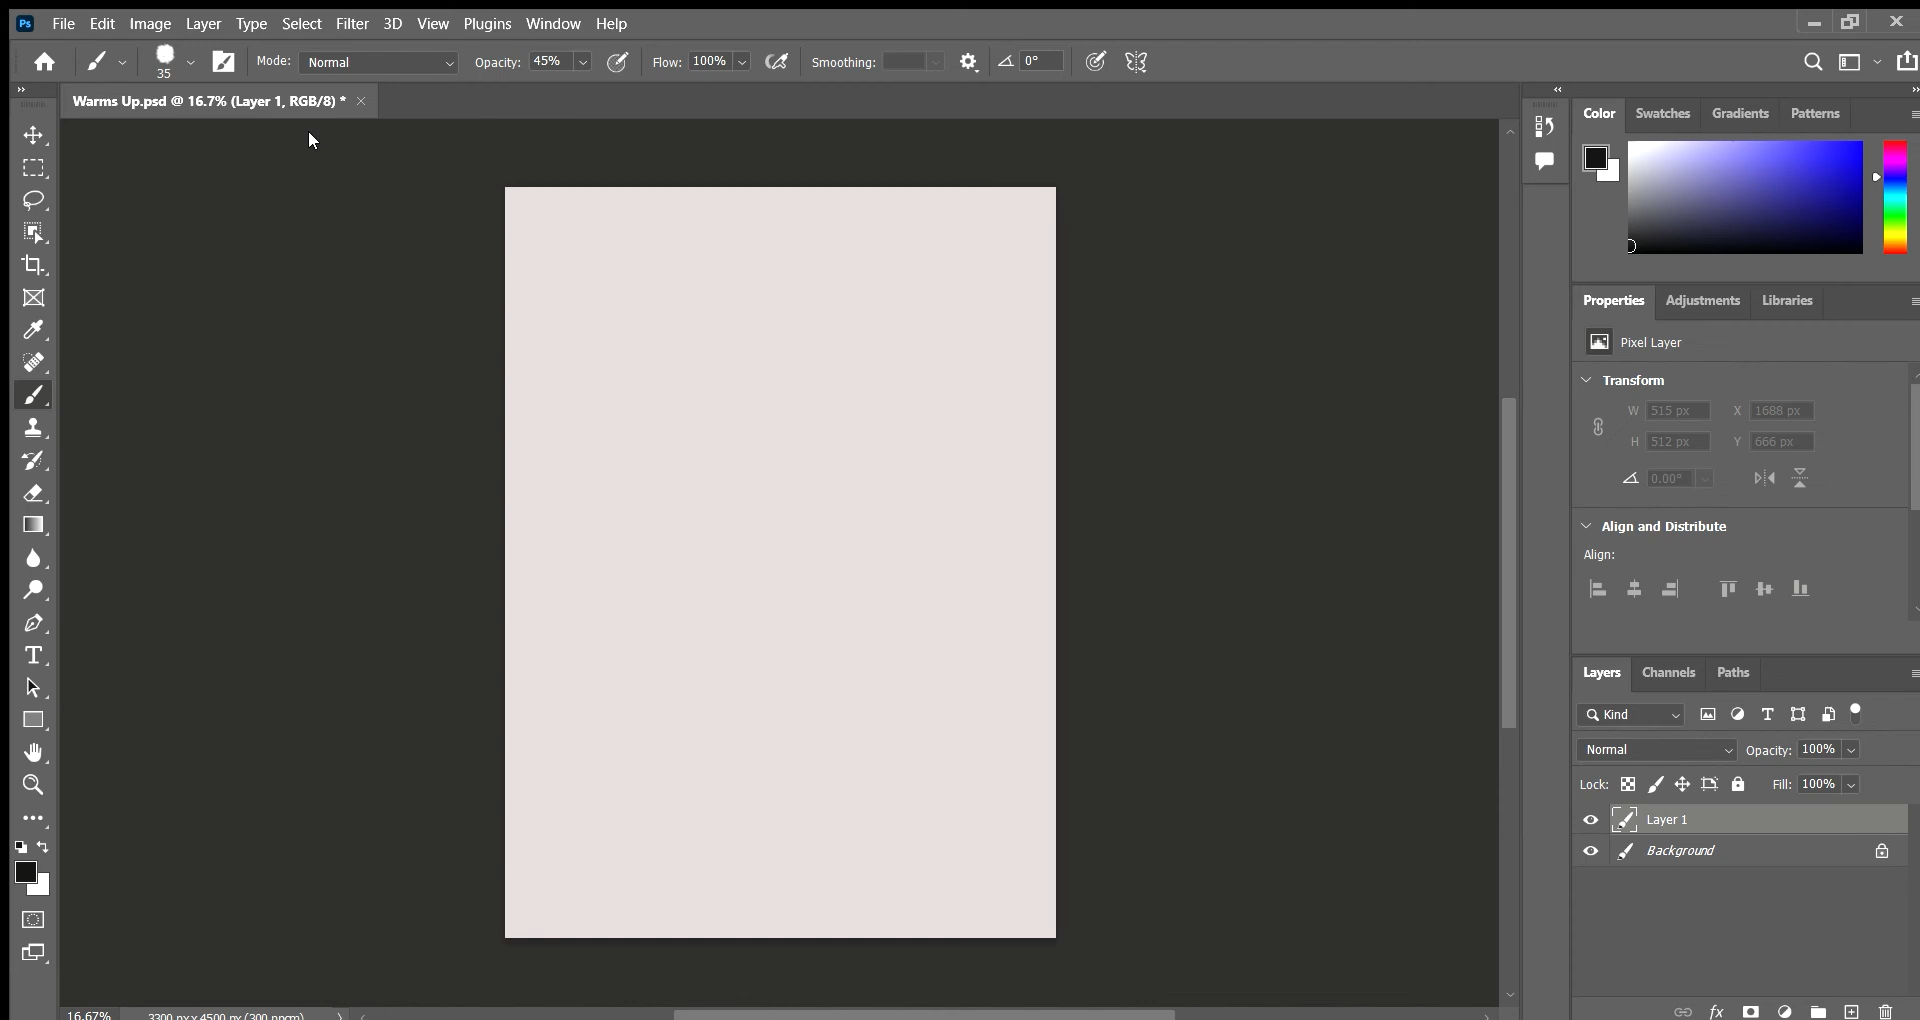 Ps File Edit Image Layer Type Select Filter 3D View Plugins Window Help
35 Mode: Normal Opacity: 45% Flow: 100% Smoothing: 0°
Warms Up.psd @ 16.7% (Layer 1, RGB/8) *
Color Swatches Gradients Patterns
Properties Adjustments Libraries
Pixel Layer
Transform
W 515 px X 1688 px
H 512 px Y 666 px
0.00°
Align and Distribute
Align:
Layers Channels Paths
Kind
Normal Opacity: 100%
Lock: Fill: 100%
Layer 1
Background
fx
16.67% 3300 px x 4500 px (300 ppcm)